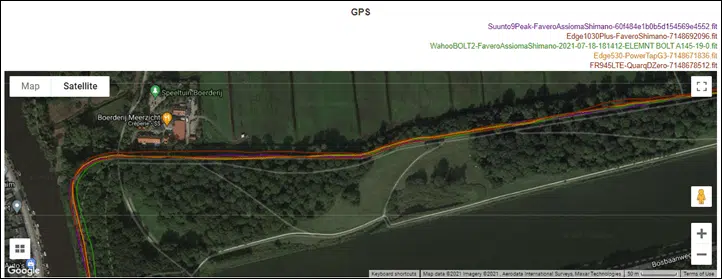 GPS
Suunto9Peak-FaveroAssiomaShimano-60f484e1b0b5d154569e4552.fit
Edge1030Plus-FaveroShimano-7148692096.fit
WahooBOLT2-FaveroAssiomaShimano-2021-07-18-181412-ELEMNT BOLT A145-19-0.fit
Edge530-PowerTapG3-7148671836.fit
FR945LTE-QuarqDZero-7148678512.fit
Map Satellite
Speeltuin Boerderij
Boerderij Meerzicht
Crêperie - $$
Auto's
Bosbaanweg
Google
Keyboard shortcuts Map data ©2021 Imagery ©2021 , Aerodata International Surveys, Maxar Technologies 50 m Terms of Use